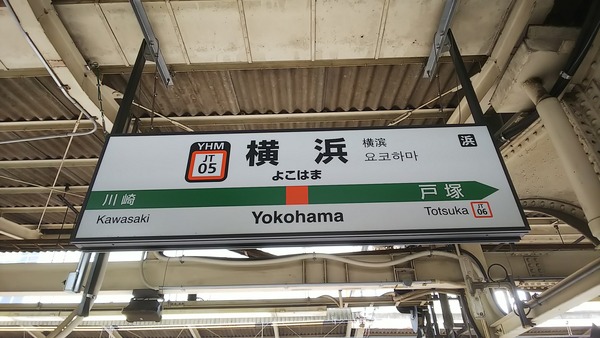 YHM
JT
05
横浜
よこはま
横滨
요코하마
浜
川崎
戸塚
Kawasaki
Yokohama
Totsuka
JT
06